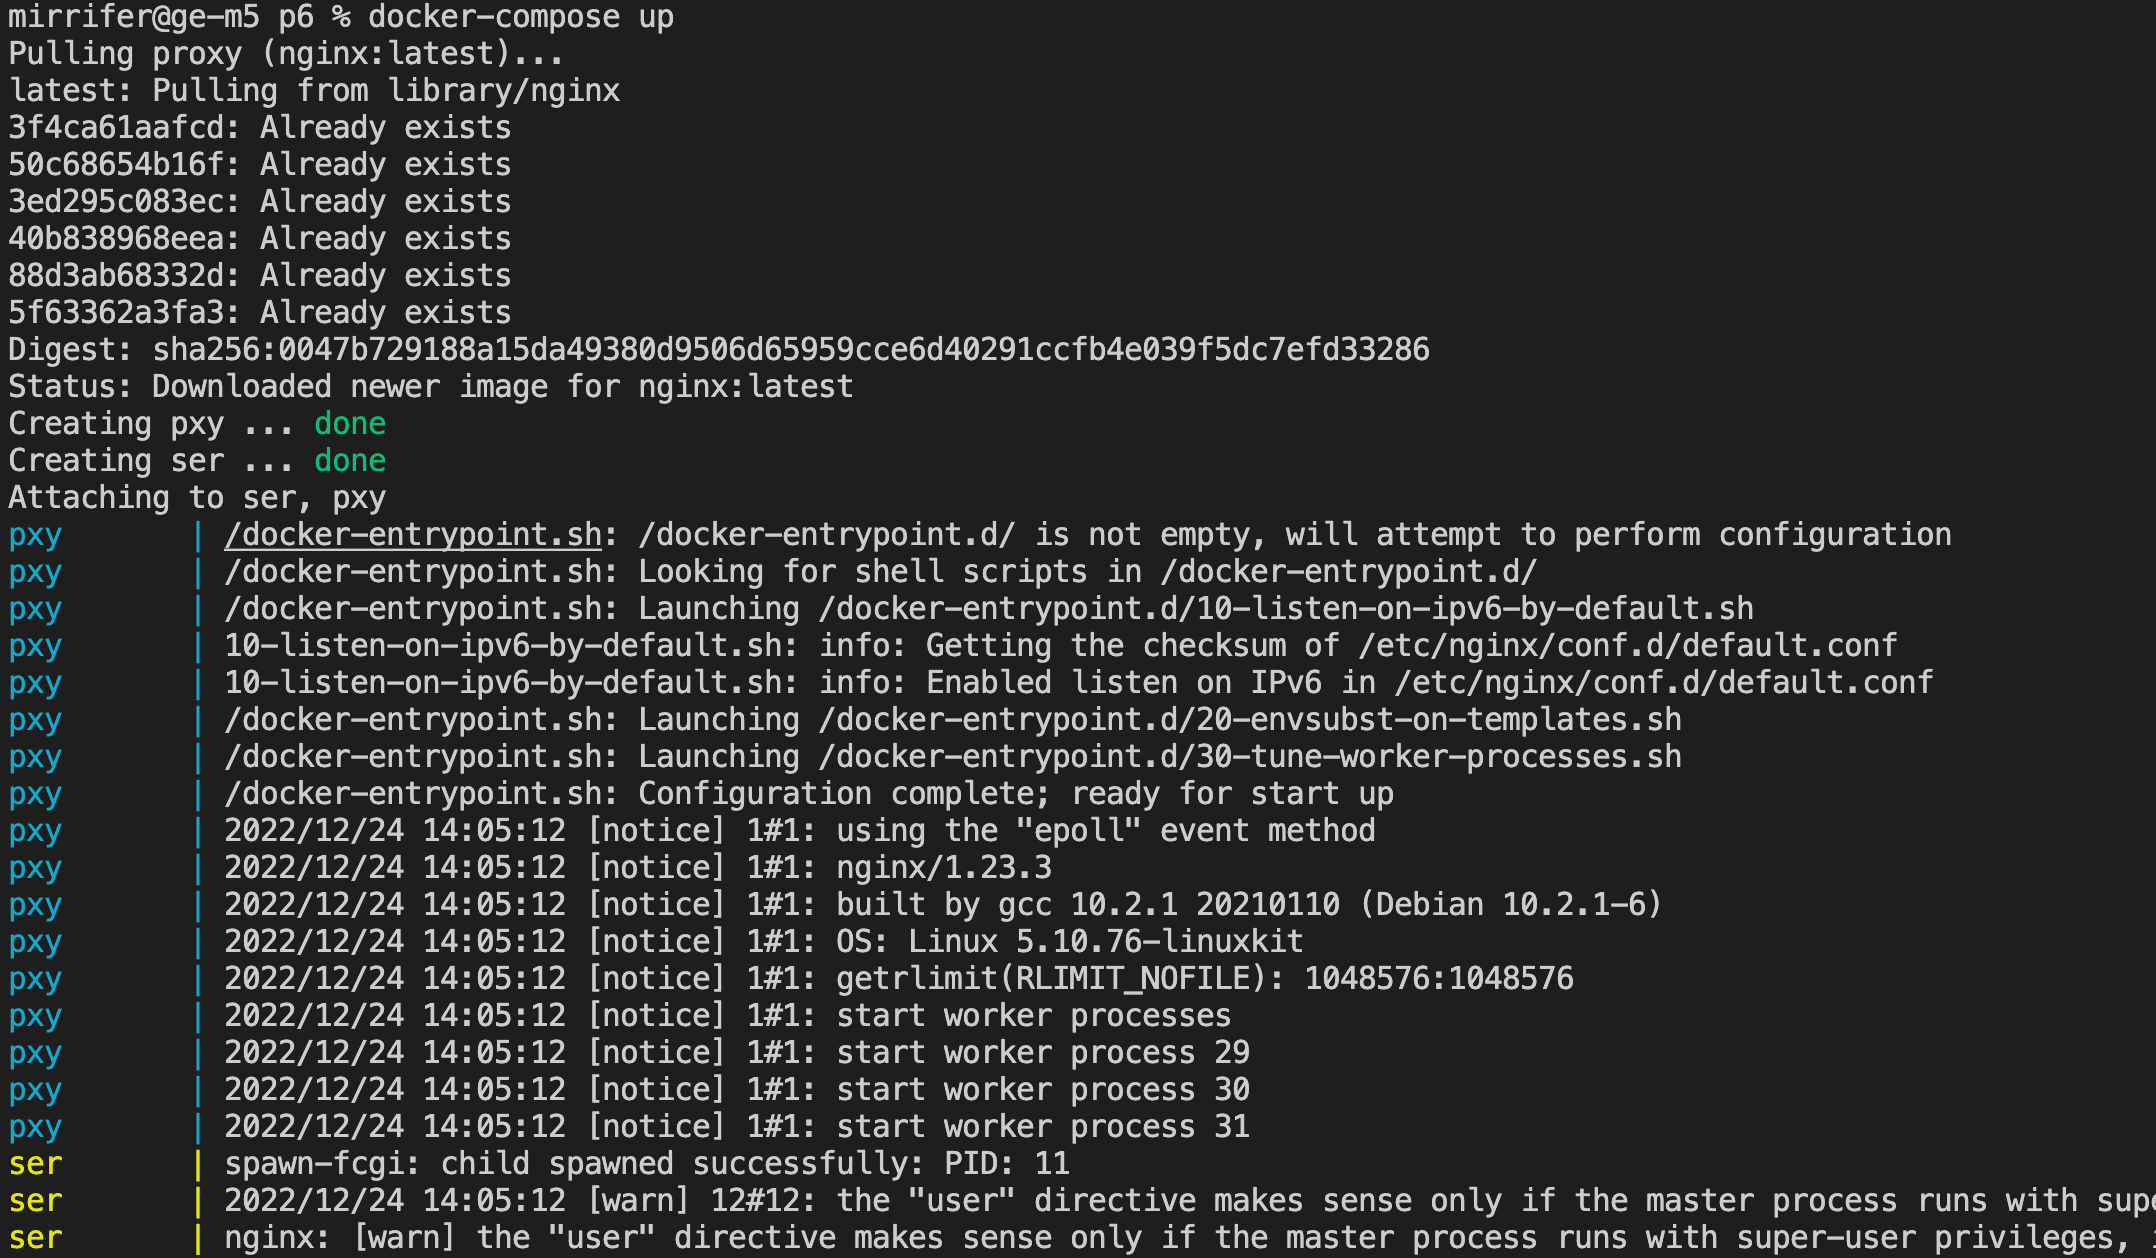 mirrifer@ge-m5 p6 % docker-compose up
Pulling proxy (nginx:latest)...
latest: Pulling from library/nginx
3f4ca61aafcd: Already exists
50c68654b16f: Already exists
3ed295c083ec: Already exists
40b838968eea: Already exists
88d3ab68332d: Already exists
5f63362a3fa3: Already exists
Digest: sha256:0047b729188a15da49380d9506d65959cce6d40291ccfb4e039f5dc7efd33286
Status: Downloaded newer image for nginx:latest
Creating pxy ... done
Creating ser ... done
Attaching to ser, pxy
pxy | /docker-entrypoint.sh: /docker-entrypoint.d/ is not empty, will attempt to perform configuration
pxy | /docker-entrypoint.sh: Looking for shell scripts in /docker-entrypoint.d/
pxy | /docker-entrypoint.sh: Launching /docker-entrypoint.d/10-listen-on-ipv6-by-default.sh
pxy | 10-listen-on-ipv6-by-default.sh: info: Getting the checksum of /etc/nginx/conf.d/default.conf
pxy | 10-listen-on-ipv6-by-default.sh: info: Enabled listen on IPv6 in /etc/nginx/conf.d/default.conf
pxy | /docker-entrypoint.sh: Launching /docker-entrypoint.d/20-envsubst-on-templates.sh
pxy | /docker-entrypoint.sh: Launching /docker-entrypoint.d/30-tune-worker-processes.sh
pxy | /docker-entrypoint.sh: Configuration complete; ready for start up
pxy | 2022/12/24 14:05:12 [notice] 1#1: using the "epoll" event method
pxy | 2022/12/24 14:05:12 [notice] 1#1: nginx/1.23.3
pxy | 2022/12/24 14:05:12 [notice] 1#1: built by gcc 10.2.1 20210110 (Debian 10.2.1-6)
pxy | 2022/12/24 14:05:12 [notice] 1#1: OS: Linux 5.10.76-linuxkit
pxy | 2022/12/24 14:05:12 [notice] 1#1: getrlimit(RLIMIT_NOFILE): 1048576:1048576
pxy | 2022/12/24 14:05:12 [notice] 1#1: start worker processes
pxy | 2022/12/24 14:05:12 [notice] 1#1: start worker process 29
pxy | 2022/12/24 14:05:12 [notice] 1#1: start worker process 30
pxy | 2022/12/24 14:05:12 [notice] 1#1: start worker process 31
ser | spawn-fcgi: child spawned successfully: PID: 11
ser | 2022/12/24 14:05:12 [warn] 12#12: the "user" directive makes sense only if the master process runs with supe
ser | nginx: [warn] the "user" directive makes sense only if the master process runs with super-user privileges,